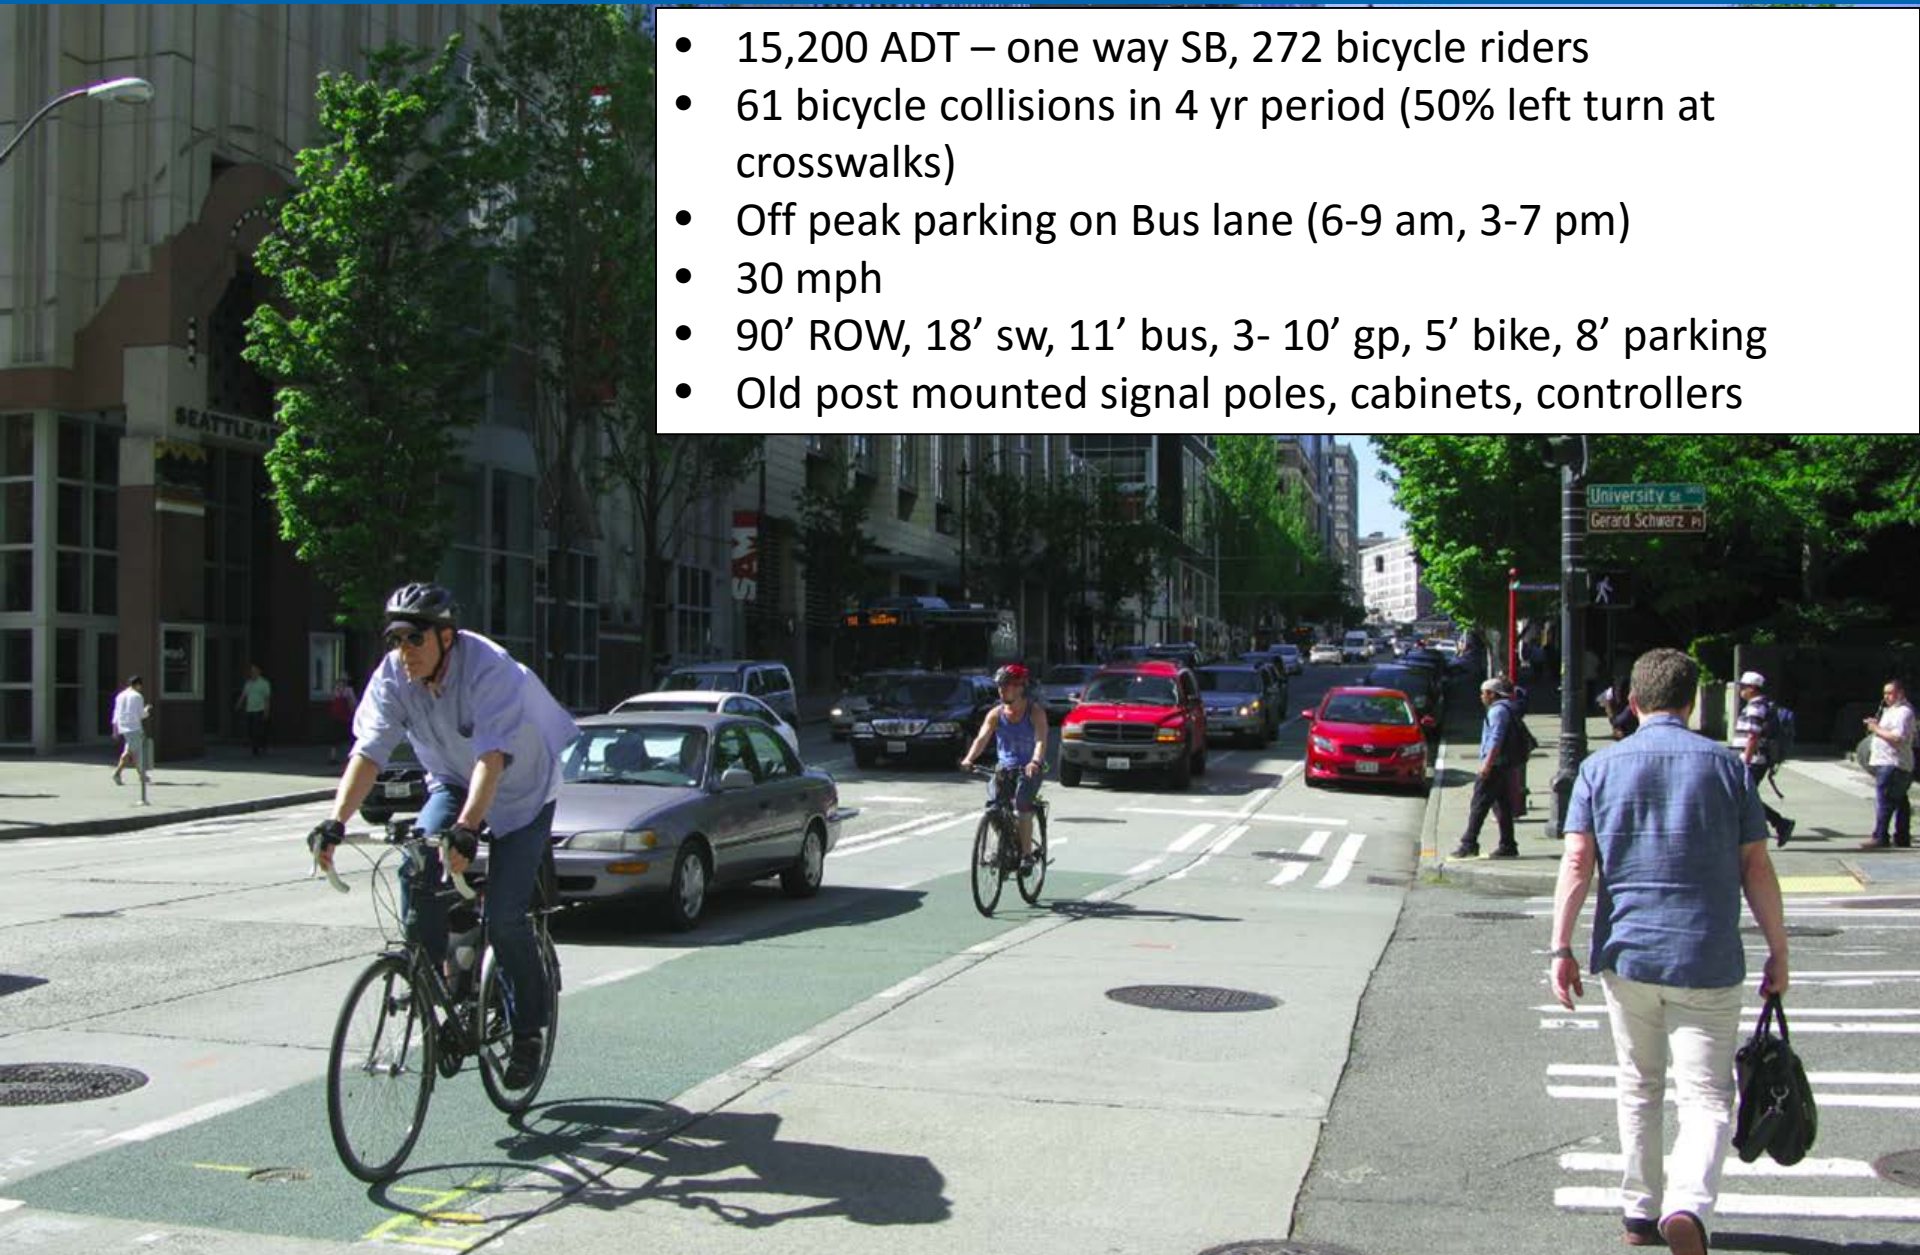 • 15,200 ADT – one way SB, 272 bicycle riders
• 61 bicycle collisions in 4 yr period (50% left turn at
crosswalks)
• Off peak parking on Bus lane (6-9 am, 3-7 pm)
• 30 mph
• 90’ ROW, 18’ sw, 11’ bus, 3- 10’ gp, 5’ bike, 8’ parking
• Old post mounted signal poles, cabinets, controllers
SEATTLE
SAM
University St
Gerard Schwarz Pl